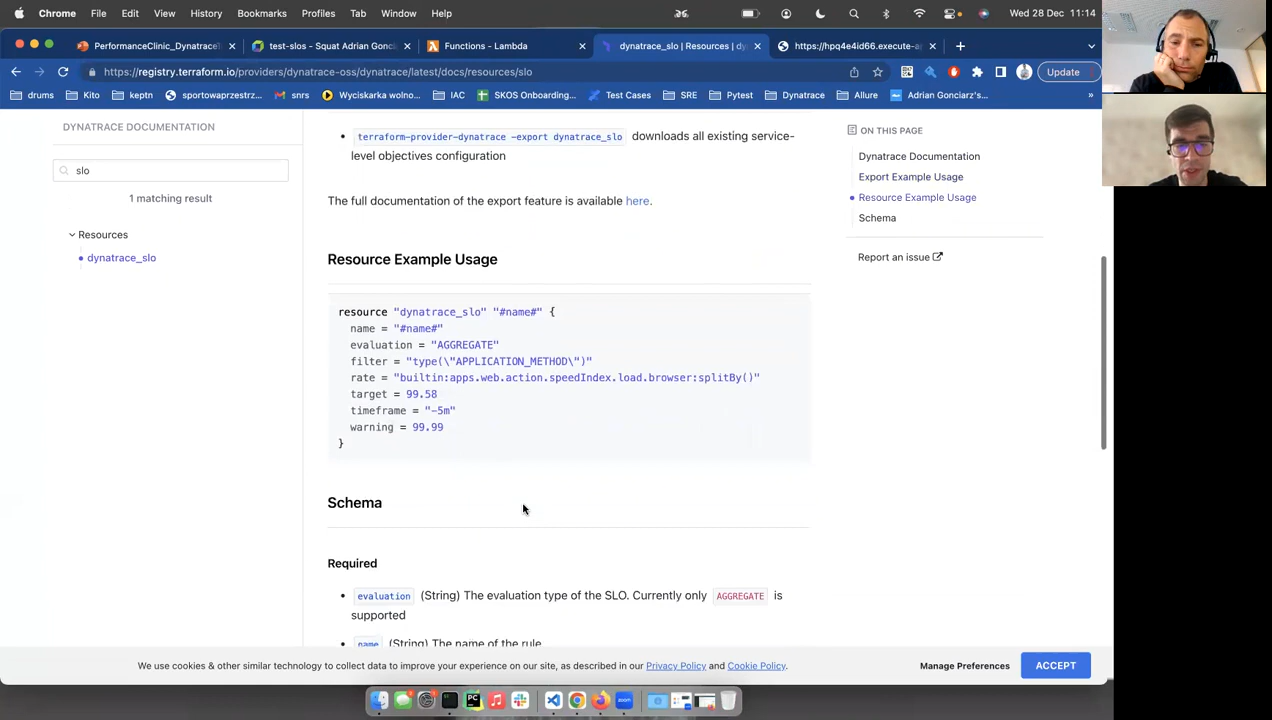 Chrome File Edit View History Bookmarks Profiles Tab Window Help Wed 28 Dec 11:14
PerformanceClinic_Dynatrace test-slos - Squat Adrian Gonci Functions - Lambda dynatrace_slo | Resources | dy https://hpq4e4id66.execute-a
https://registry.terraform.io/providers/dynatrace-oss/dynatrace/latest/docs/resources/slo Update
drums Kito keptn sportowaprzestrz... snrs Wyciskarka wolno... IAC SKOS Onboarding... Test Cases SRE Pytest Dynatrace Allure Adrian Gonciarz's... »
DYNATRACE DOCUMENTATION
slo
1 matching result
Resources
dynatrace_slo
terraform-provider-dynatrace -export dynatrace_slo downloads all existing service-
level objectives configuration
The full documentation of the export feature is available here.
Resource Example Usage
resource "dynatrace_slo" "#name#" {
name = "#name#"
evaluation = "AGGREGATE"
filter = "type(\"APPLICATION_METHOD\")"
rate = "builtin:apps.web.action.speedIndex.load.browser:splitBy()"
target = 99.58
timeframe = "-5m"
warning = 99.99
}
Schema
Required
evaluation (String) The evaluation type of the SLO. Currently only AGGREGATE is
supported
name (String) The name of the rule
ON THIS PAGE
Dynatrace Documentation
Export Example Usage
Resource Example Usage
Schema
Report an issue
We use cookies & other similar technology to collect data to improve your experience on our site, as described in our Privacy Policy and Cookie Policy.
Manage Preferences ACCEPT